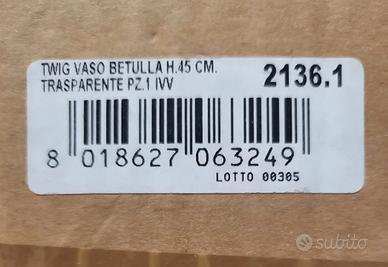 TWIG VASO BETULLA H.45 CM. 2136.1
TRASPARENTE PZ.1 IVV
8 018627 063249
LOTTO 00305
subito